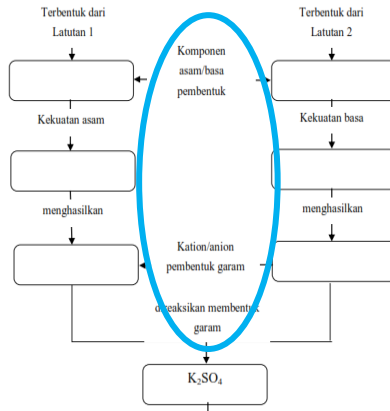 Terbentuk dari
Latutan 1
Terbentuk dari
Latutan 2
Komponen
asam/basa
pembentuk
Kekuatan asam
Kekuatan basa
menghasilkan
menghasilkan
Kation/anion
pembentuk garam
direaksikan membentuk
garam
K₂SO₄